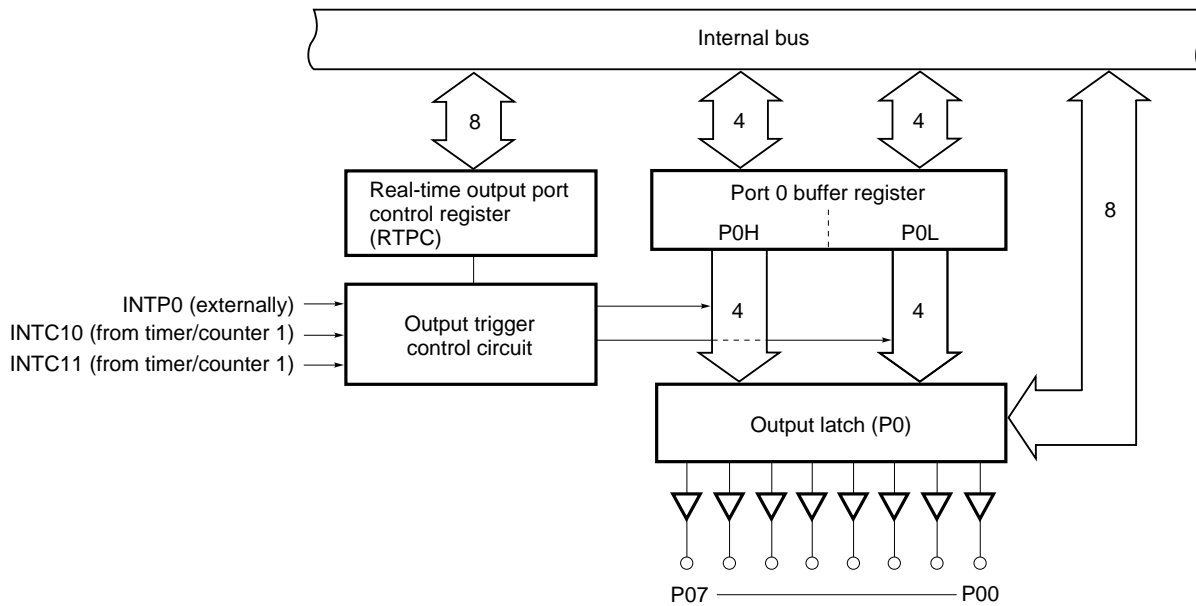 Internal bus
8
4
4
8
Real-time output port
control register
(RTPC)
Port 0 buffer register
P0H
P0L
INTP0 (externally)
INTC10 (from timer/counter 1)
INTC11 (from timer/counter 1)
Output trigger
control circuit
4
4
Output latch (P0)
P07
P00